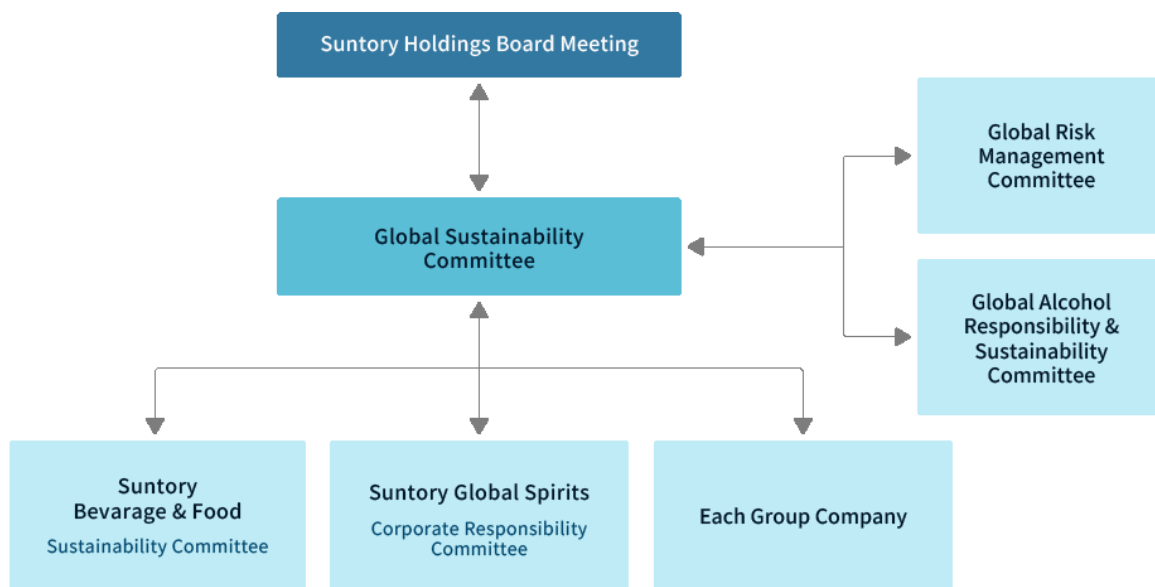 Suntory Holdings Board Meeting
Global Risk
Management
Committee
Global Sustainability
Committee
Global Alcohol
Responsibility &
Sustainability
Committee
Suntory
Bevarage & Food
Sustainability Committee
Suntory Global Spirits
Corporate Responsibility
Committee
Each Group Company